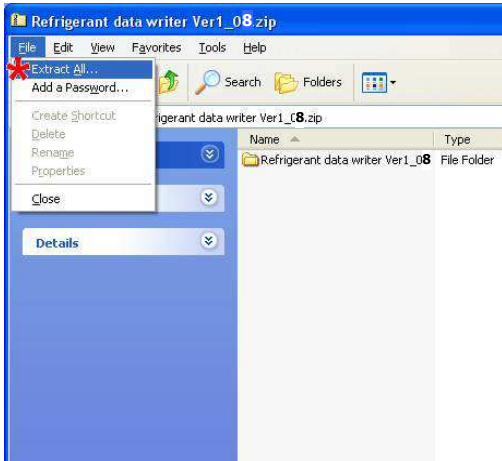 Refrigerant data writer Ver1_08.zip
File Edit View Favorites Tools Help
Extract All...
Add a Password...
Create Shortcut
Delete
Rename
Properties
Close
Search Folders
rigerant data writer Ver1_08.zip
Name Type
Refrigerant data writer Ver1_08 File Folder
Details